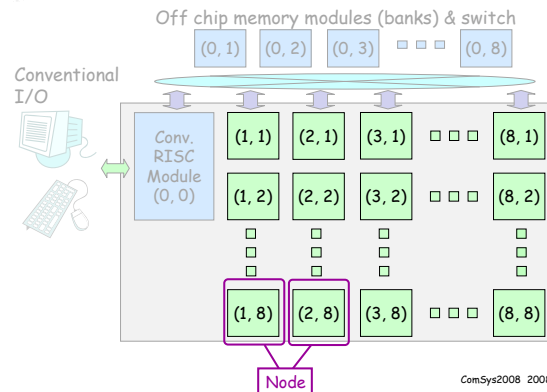 Off chip memory modules (banks) & switch
(0, 1) (0, 2) (0, 3) (0, 8)
Conventional
I/O
Conv.
RISC
Module
(0, 0)
(1, 1) (2, 1) (3, 1) (8, 1)
(1, 2) (2, 2) (3, 2) (8, 2)
(1, 8) (2, 8) (3, 8) (8, 8)
Node
ComSys2008